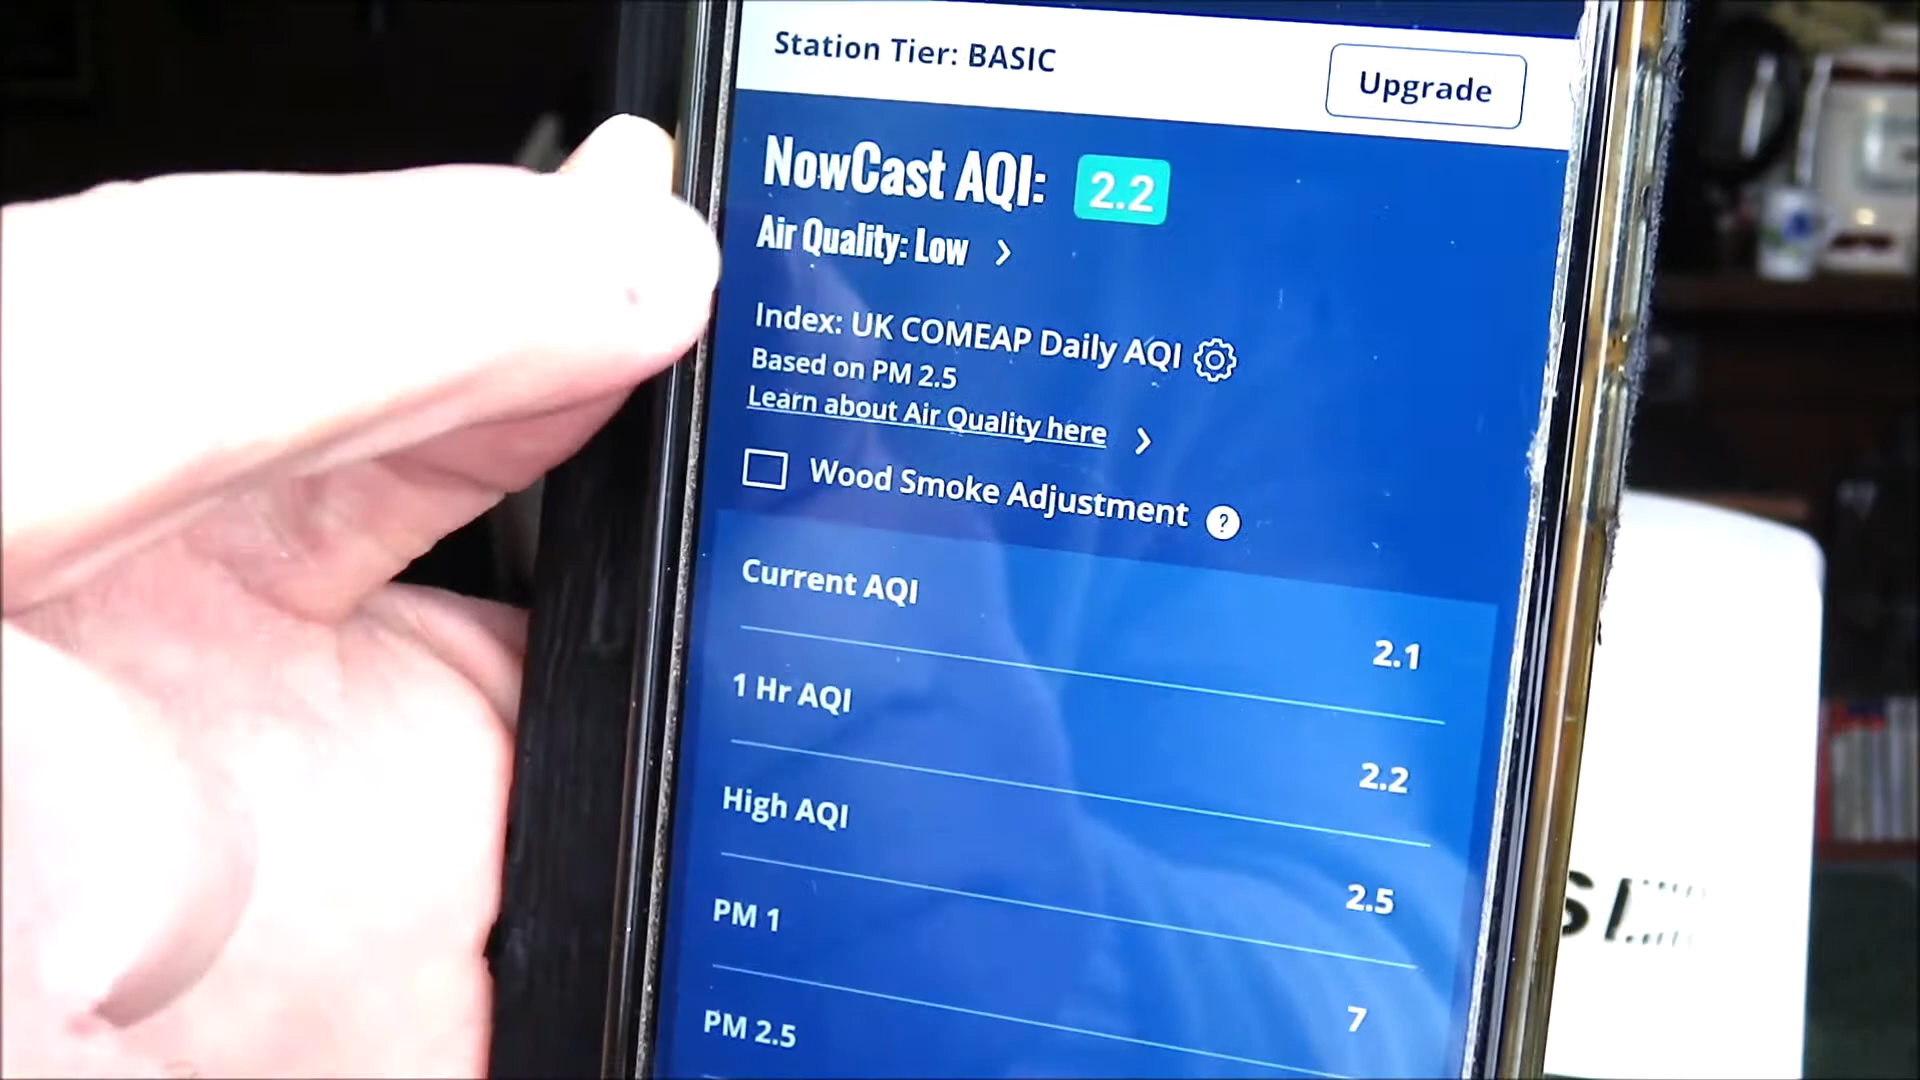 Station Tier: BASIC
Upgrade
NowCast AQI: 2.2
Air Quality: Low >
Index: UK COMEAP Daily AQI
Based on PM 2.5
Learn about Air Quality here >
Wood Smoke Adjustment ?
Current AQI 2.1
1 Hr AQI 2.2
High AQI 2.5
PM 1 7
PM 2.5